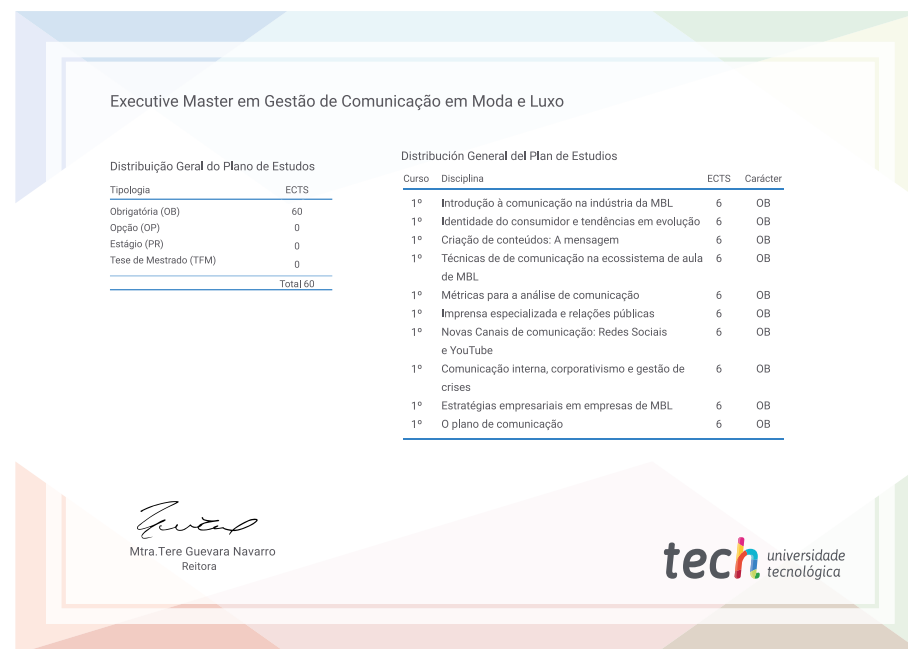 Executive Master em Gestão de Comunicação em Moda e Luxo
Distribuição Geral do Plano de Estudos
Tipologia ECTS
Obrigatória (OB) 60
Opção (OP) 0
Estágio (PR) 0
Tese de Mestrado (TFM) 0
Total 60
Distribución General del Plan de Estudios
Curso Disciplina ECTS Carácter
1º Introdução à comunicação na indústria da MBL 6 OB
1º Identidade do consumidor e tendências em evolução 6 OB
1º Criação de conteúdos: A mensagem 6 OB
1º Técnicas de de comunicação na ecossistema de aula 6 OB
de MBL
1º Métricas para a análise de comunicação 6 OB
1º Imprensa especializada e relações públicas 6 OB
1º Novas Canais de comunicação: Redes Sociais 6 OB
e YouTube
1º Comunicação interna, corporativismo e gestão de 6 OB
crises
1º Estratégias empresariais em empresas de MBL 6 OB
1º O plano de comunicação 6 OB
Mtra.Tere Guevara Navarro
Reitora
tech universidade
tecnológica